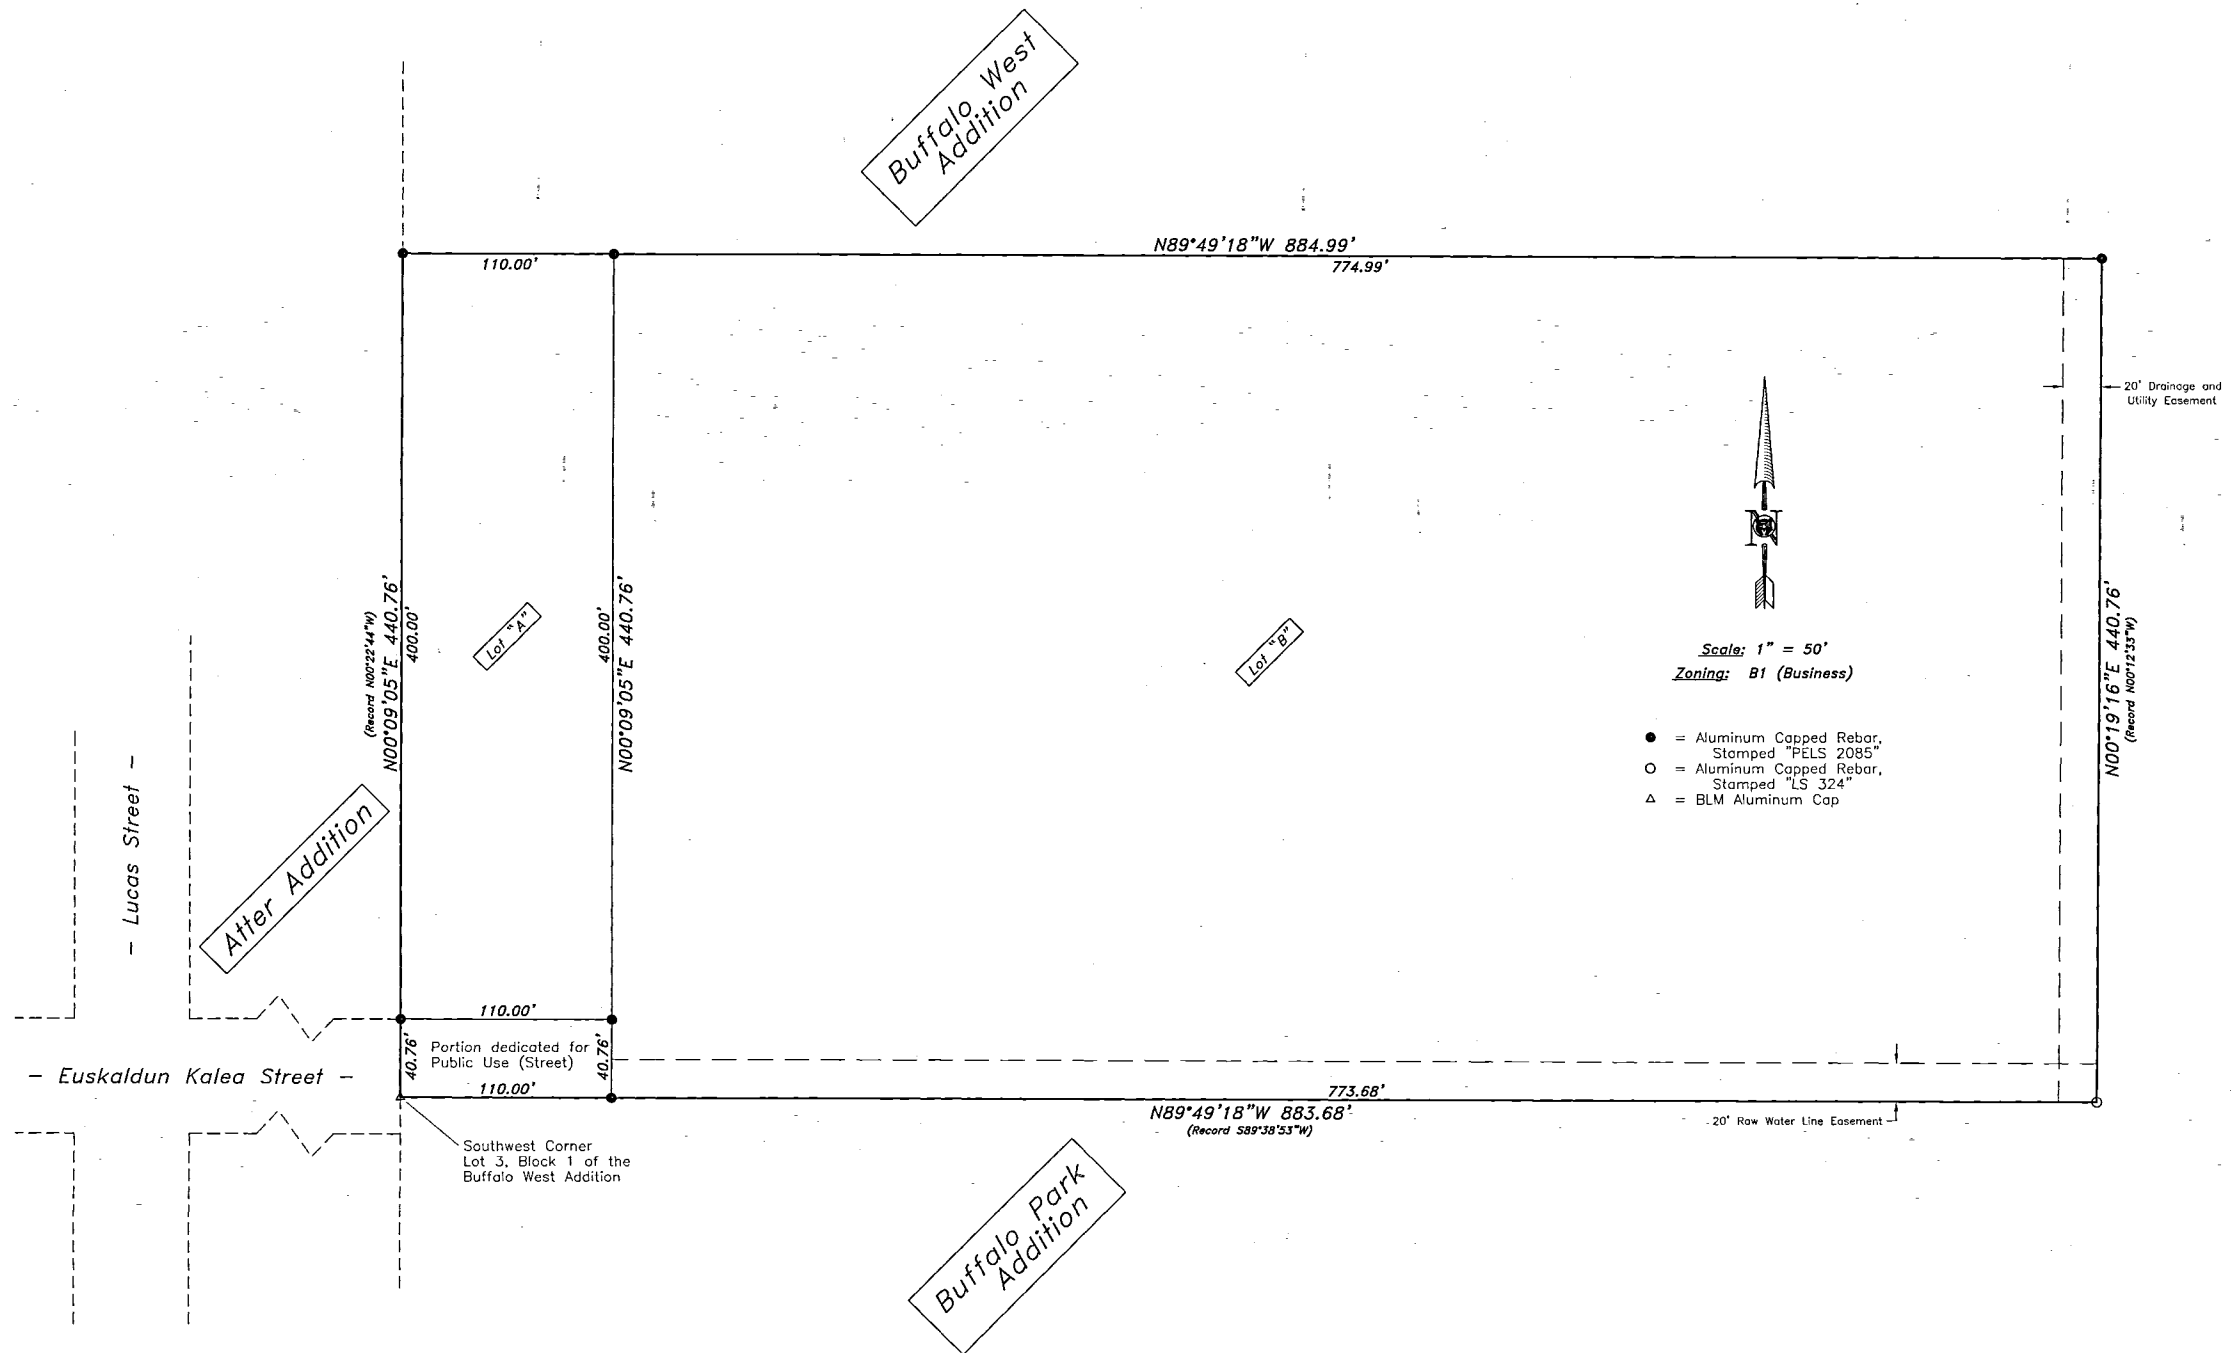 Buffalo West
Addition
N89°49'18"W 884.99'
110.00'
774.99'
20' Drainage and
Utility Easement
(Record N00°22'44"W)
N00°09'05"E 440.76'
400.00'
Lot "A"
400.00'
N00°09'05"E 440.76'
Lot "B"
N
Scale: 1" = 50'
Zoning: B1 (Business)
● = Aluminum Capped Rebar,
Stamped "PELS 2085"
○ = Aluminum Capped Rebar,
Stamped "LS 324"
△ = BLM Aluminum Cap
N00°19'16"E 440.76'
(Record N00°12'33"W)
- Lucas Street -
Atter Addition
110.00'
40.76'
Portion dedicated for
Public Use (Street)
40.76'
- Euskaldun Kalea Street -
110.00'
773.68'
N89°49'18"W 883.68'
(Record S89°38'53"W)
20' Raw Water Line Easement
Southwest Corner
Lot 3, Block 1 of the
Buffalo West Addition
Buffalo Park
Addition